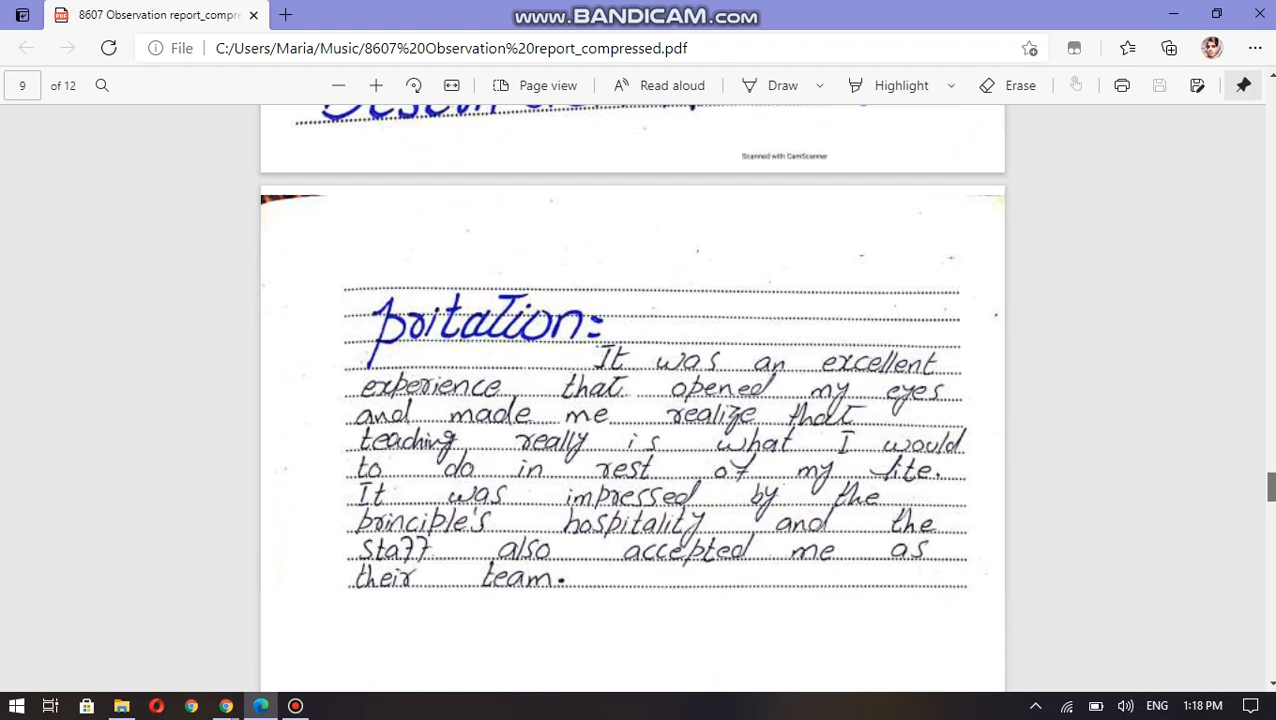 8607 Observation report_compre
www.BANDICAM.com
File
C:/Users/Maria/Music/8607%20Observation%20report_compressed.pdf
9 of 12
Page view
Read aloud
Draw
Highlight
Erase
Scanned with CamScanner
poitation:
It was an excellent
experience that opened my eyes
and made me realize that
teaching really is what I would
to do in rest of my life.
It was impressed by the
principle's hospitality and the
staff also accepted me as
their team.
ENG 1:18 PM